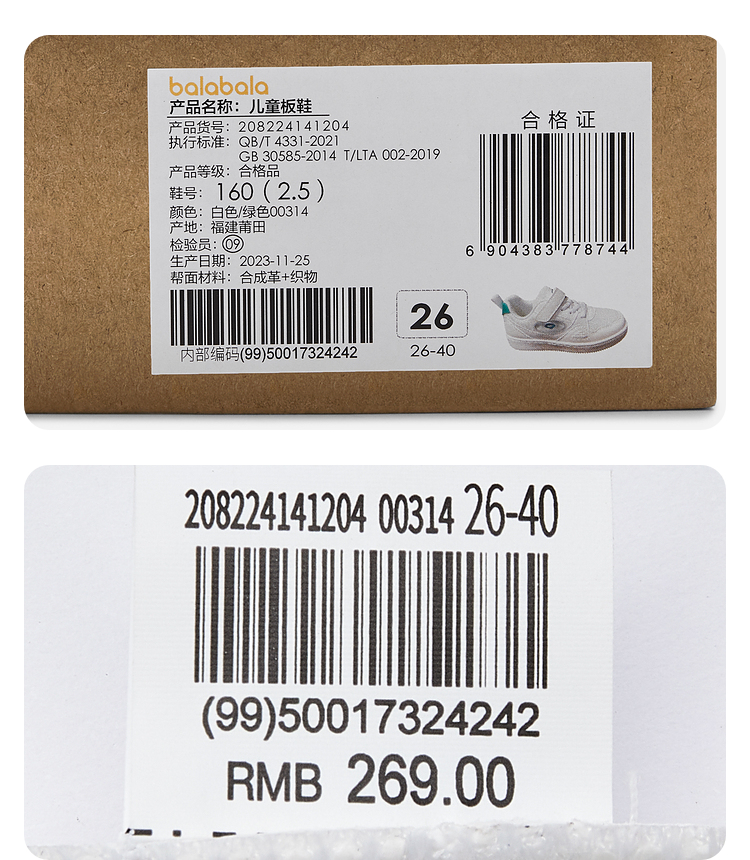 balabala
产品名称：儿童板鞋
产品货号：208224141204
执行标准：QB/T 4331-2021
GB 30585-2014 T/LTA 002-2019
产品等级：合格品
鞋号：160（2.5）
颜色：白色/绿色00314
产地：福建莆田
检验员：09
生产日期：2023-11-25
帮面材料：合成革+织物
内部编码(99)50017324242
合格证
6 904383 778744
26
26-40
208224141204 00314 26-40
(99)50017324242
RMB 269.00